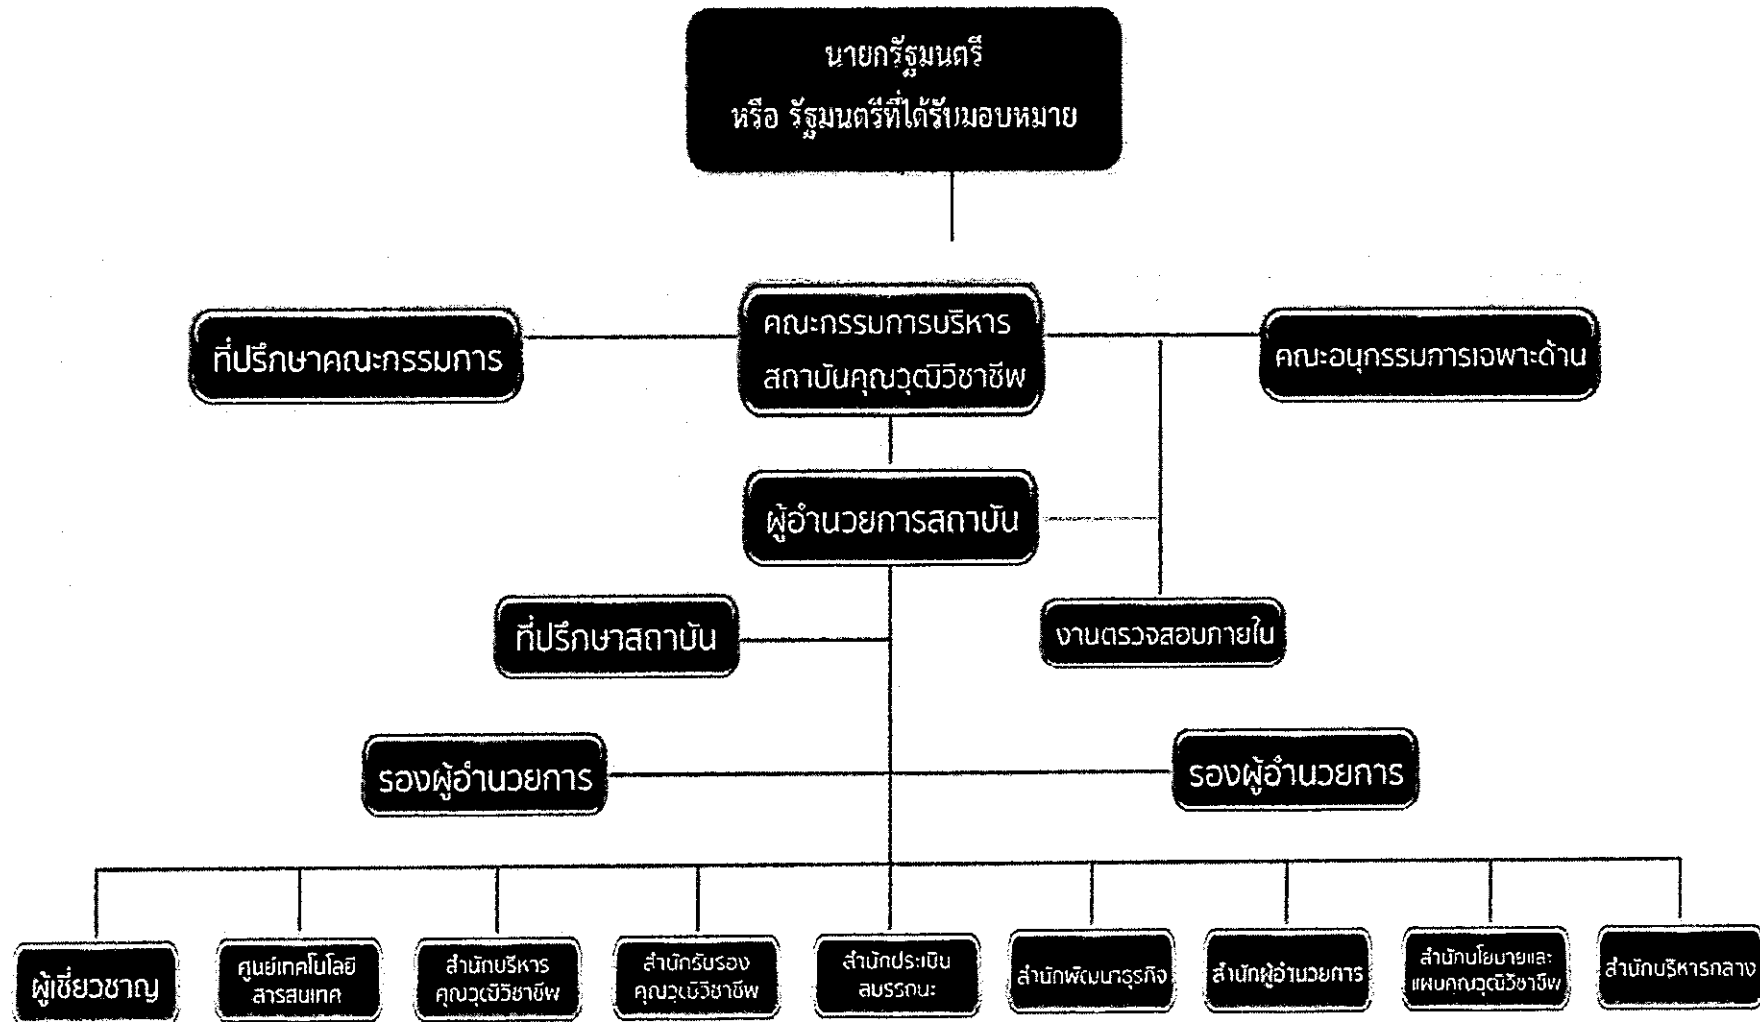 นายกรัฐมนตรี
หรือ รัฐมนตรีที่ได้รับมอบหมาย
ที่ปรึกษาคณะกรรมการ
คณะกรรมการบริหาร
สถาบันคุณวุฒิวิชาชีพ
คณะอนุกรรมการเฉพาะด้าน
ผู้อำนวยการสถาบัน
ที่ปรึกษาสถาบัน
งานตรวจสอบภายใน
รองผู้อำนวยการ
รองผู้อำนวยการ
ผู้เชี่ยวชาญ
ศูนย์เทคโนโลยี
สารสนเทศ
สำนักบริหาร
คุณวุฒิวิชาชีพ
สำนักรับรอง
คุณวุฒิวิชาชีพ
สำนักประเมิน
สมรรถนะ
สำนักพัฒนาธุรกิจ
สำนักผู้อำนวยการ
สำนักนโยบายและ
แผนคุณวุฒิวิชาชีพ
สำนักบริหารกลาง